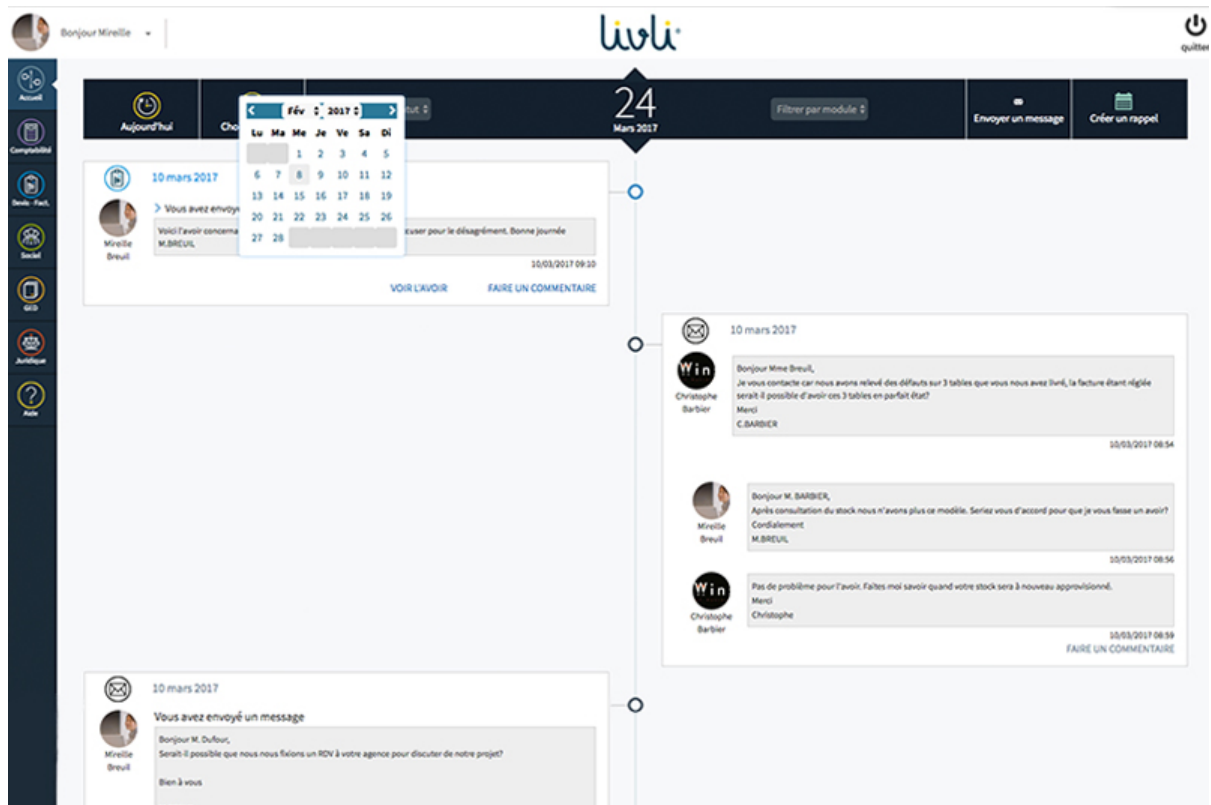 Bonjour Mireille
livli
quitter
Accueil
Comptabilité
Devis - Fact.
Social
GED
Juridique
Aide
Aujourd'hui
Cho
tut
24
Mars 2017
Filtrer par module
Envoyer un message
Créer un rappel
Fév 2017
Lu Ma Me Je Ve Sa Di
1 2 3 4 5
6 7 8 9 10 11 12
13 14 15 16 17 18 19
20 21 22 23 24 25 26
27 28
10 mars 2017
Vous avez envoy
Mireille
Breuil
Voici l'avoir concerna
cuser pour le désagrément. Bonne journée
M.BREUIL
10/03/2017 09:10
VOIR L'AVOIR FAIRE UN COMMENTAIRE
10 mars 2017
Win
Christophe
Barbier
Bonjour Mme Breuil,
Je vous contacte car nous avons relevé des défauts sur 3 tables que vous nous avez livré, la facture étant réglée
serait il possible d'avoir ces 3 tables en parfait état?
Merci
C.BARBIER
10/03/2017 08:54
Mireille
Breuil
Bonjour M. BARBIER,
Après consultation du stock nous n'avons plus ce modèle. Seriez vous d'accord pour que je vous fasse un avoir?
Cordialement
M.BREUIL
10/03/2017 08:56
Win
Christophe
Barbier
Pas de problème pour l'avoir. Faites moi savoir quand votre stock sera à nouveau approvisionné.
Merci
Christophe
10/03/2017 08:59
FAIRE UN COMMENTAIRE
10 mars 2017
Vous avez envoyé un message
Mireille
Breuil
Bonjour M. Dufour,
Serait il possible que nous nous fixions un RDV à votre agence pour discuter de notre projet?
Bien à vous